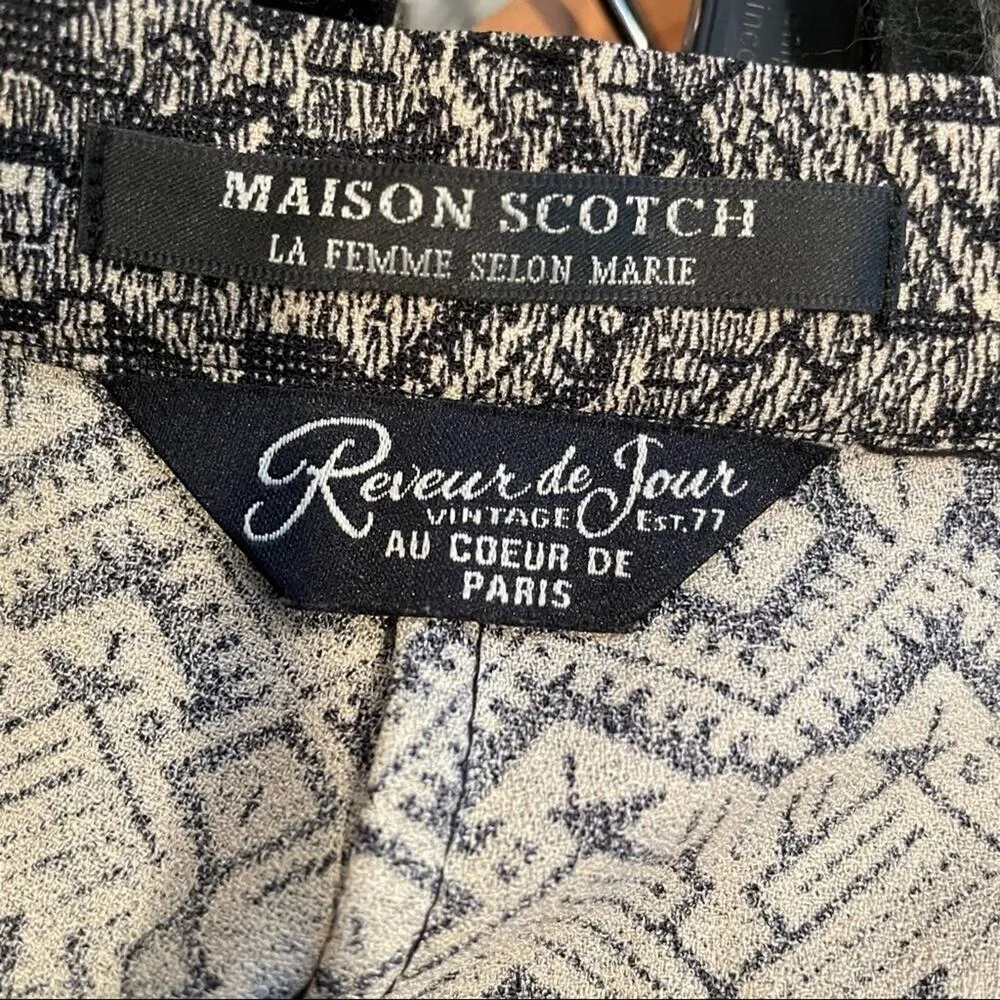 MAISON SCOTCH
LA FEMME SELON MARIE
Reveur de Jour
VINTAGE EST.77
AU COEUR DE
PARIS